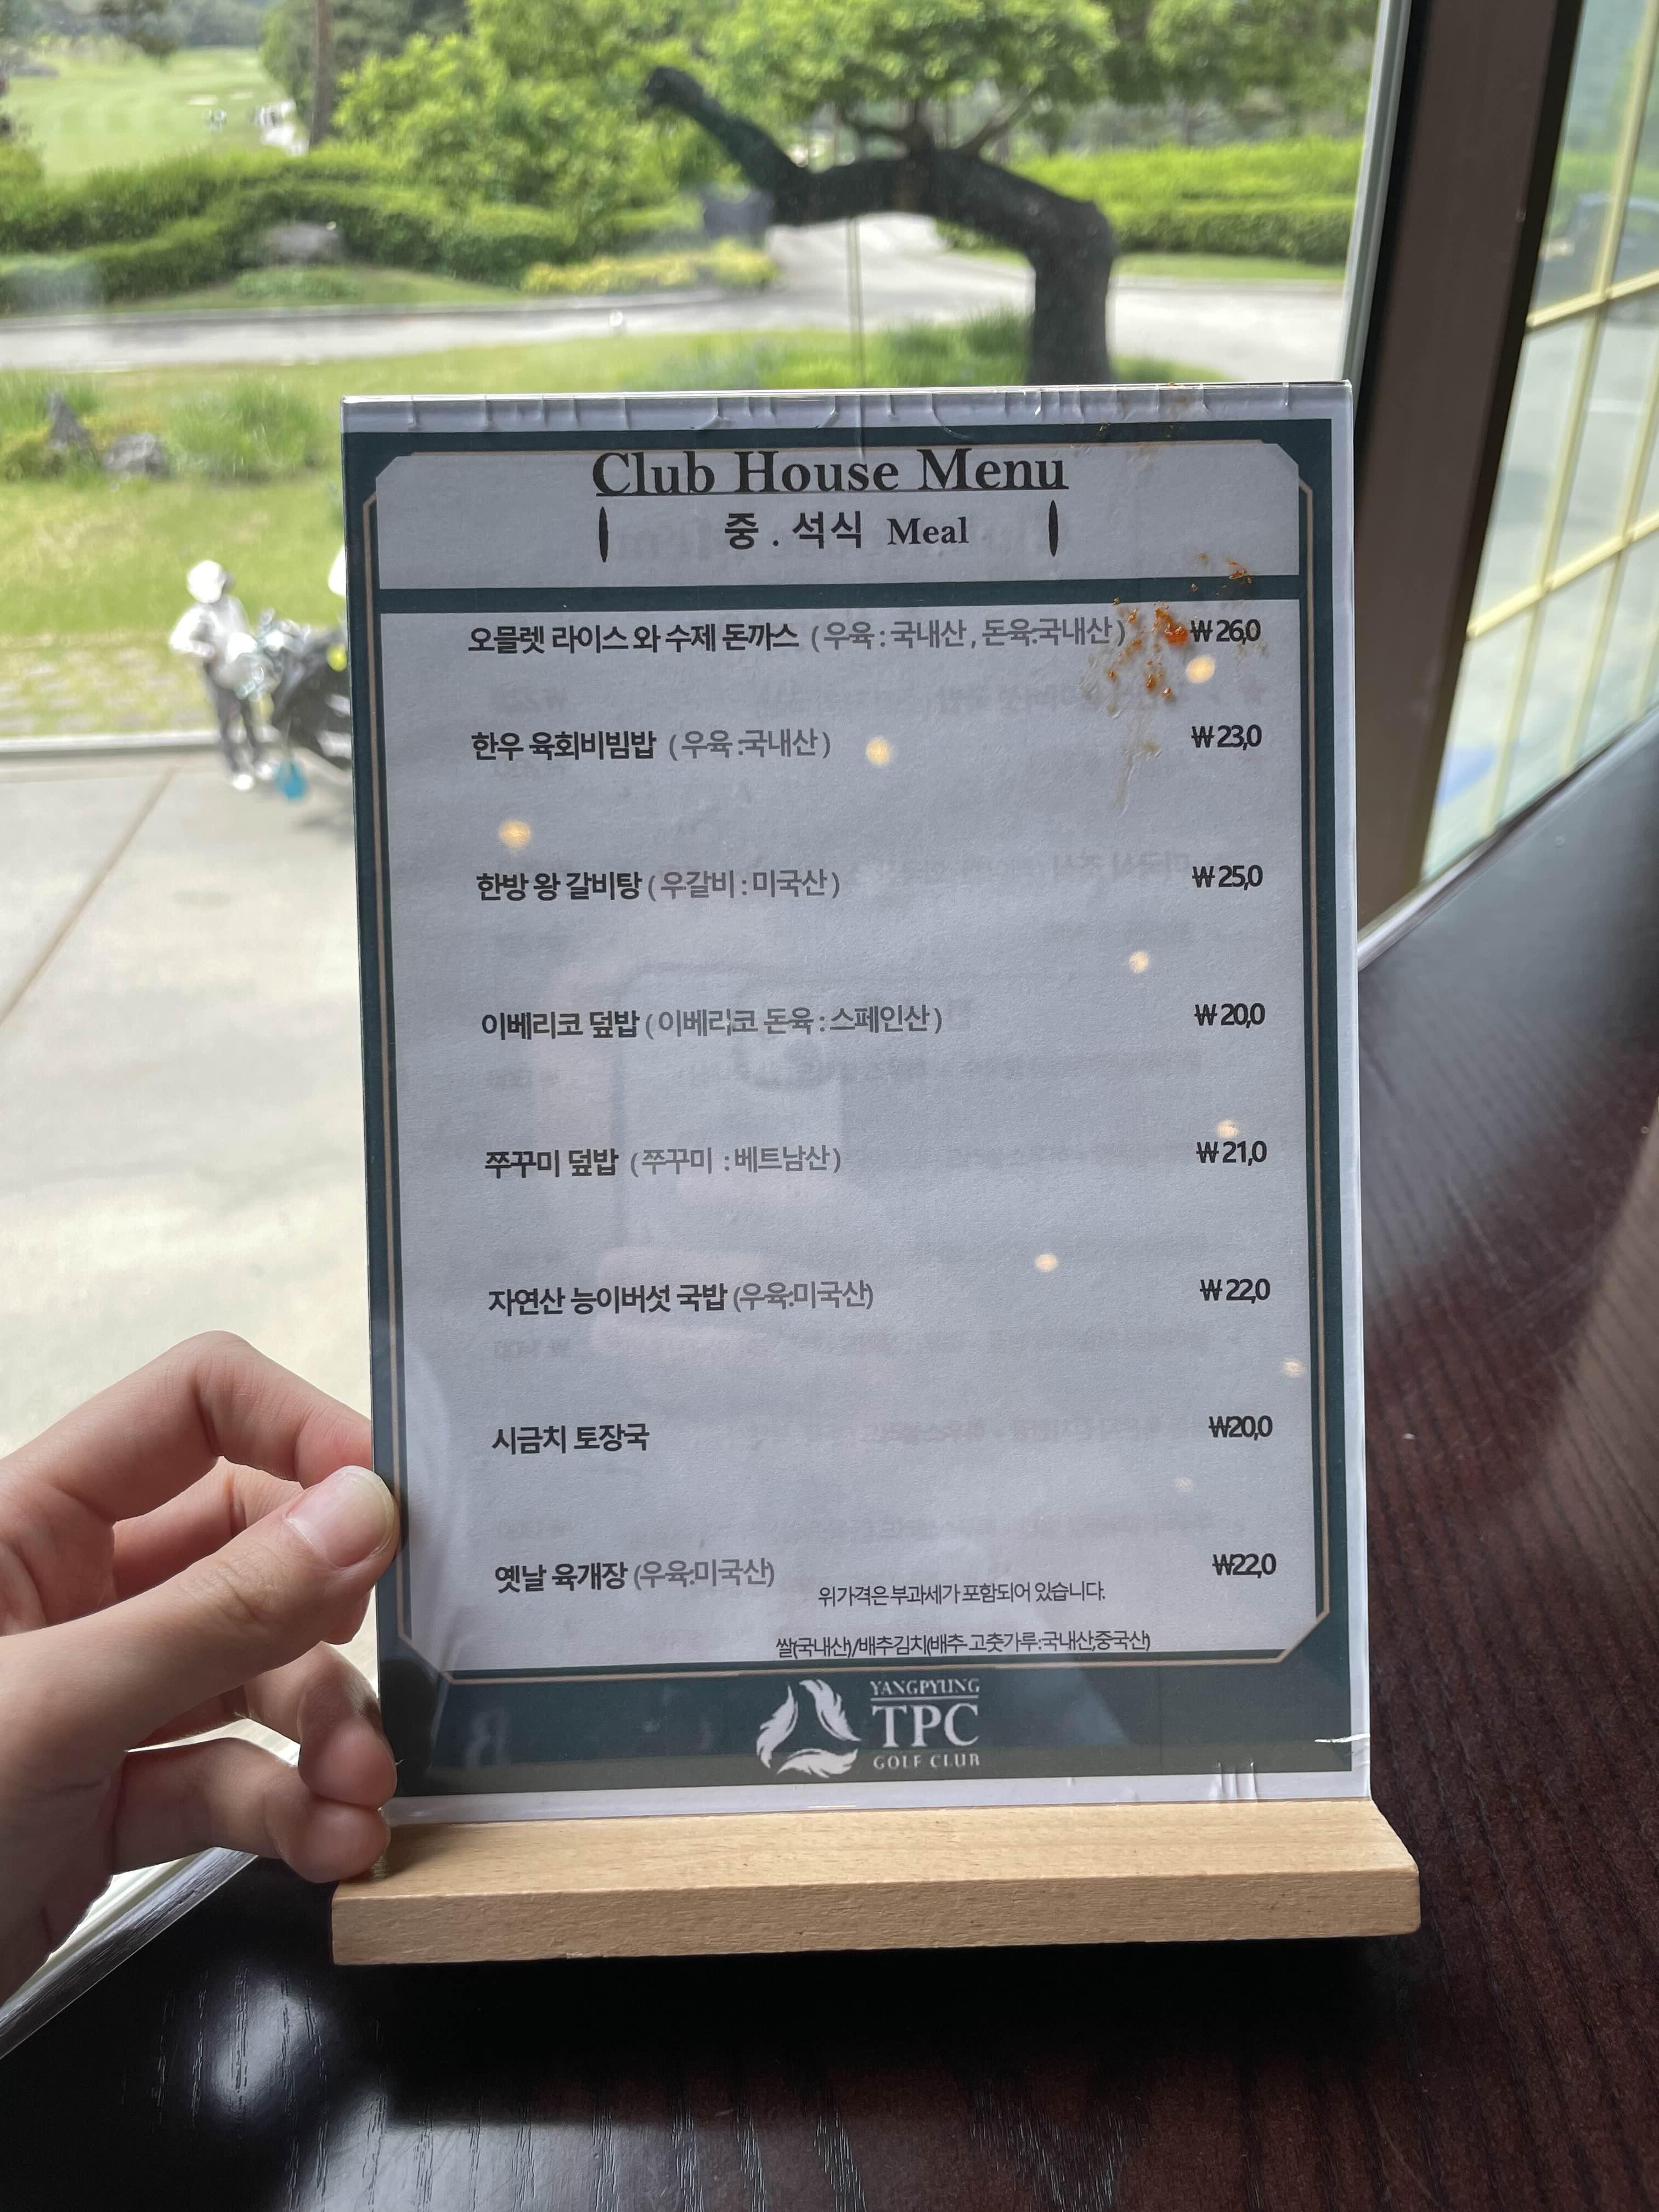 Club House Menu
중 . 석식 Meal
오믈렛 라이스 와 수제 돈까스 ( 우육 : 국내산 , 돈육:국내산 ) ₩ 26,0
한우 육회비빔밥 ( 우육 :국내산 ) ₩ 23,0
한방 왕 갈비탕 ( 우갈비 : 미국산 ) ₩ 25,0
이베리코 덮밥 ( 이베리코 돈육 : 스페인산 ) ₩ 20,0
쭈꾸미 덮밥 ( 쭈꾸미 : 베트남산 ) ₩ 21,0
자연산 능이버섯 국밥 (우육:미국산) ₩ 22,0
시금치 토장국 ₩20,0
옛날 육개장 (우육:미국산) ₩22,0
위가격은 부과세가 포함되어 있습니다.
쌀(국내산)/배추김치(배추·고춧가루:국내산,중국산)
YANGPYUNG
TPC
GOLF CLUB